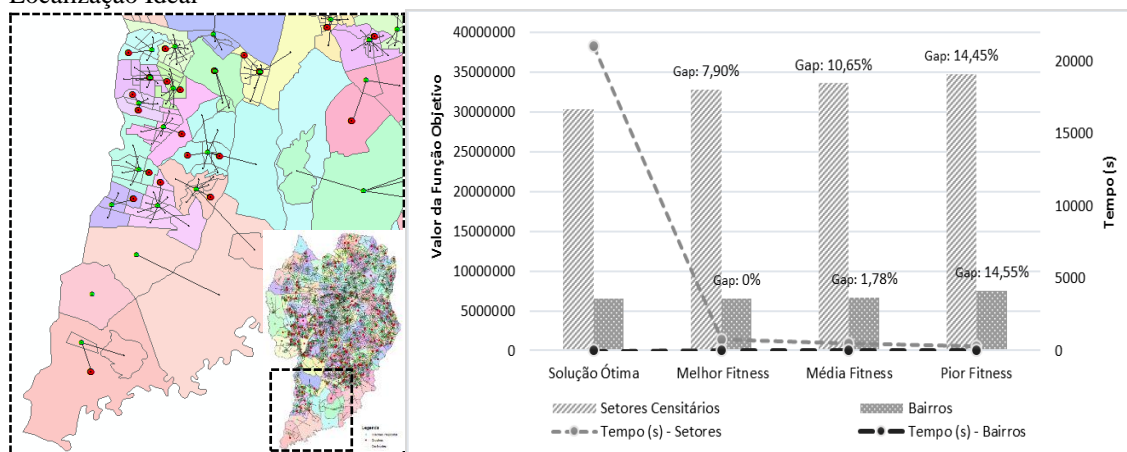 Localização Ideal
40000000
35000000
30000000
25000000
20000000
15000000
10000000
5000000
0
Valor da Função Objetivo
Gap: 7,90%
Gap: 10,65%
Gap: 14,45%
Gap: 0%
Gap: 1,78%
Gap: 14,55%
20000
15000
10000
5000
0
Tempo (s)
Solução Ótima
Melhor Fitness
Média Fitness
Pior Fitness
Setores Censitários
Bairros
Tempo (s) - Setores
Tempo (s) - Bairros